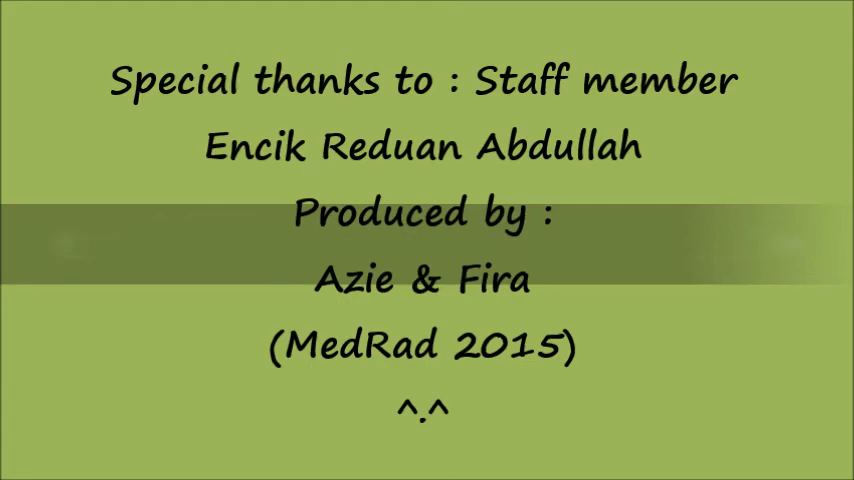 Special thanks to : Staff member
Encik Reduan Abdullah
Produced by :
Azie & Fira
(MedRad 2015)
^.^